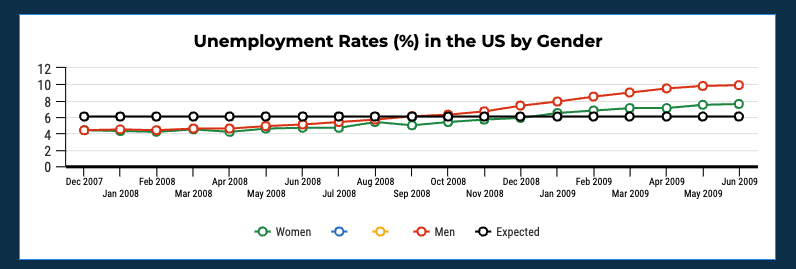 Unemployment Rates (%) in the US by Gender
12
10
8
6
4
2
0
Dec 2007 Feb 2008 Apr 2008 Jun 2008 Aug 2008 Oct 2008 Dec 2008 Feb 2009 Apr 2009 Jun 2009
Jan 2008 Mar 2008 May 2008 Jul 2008 Sep 2008 Nov 2008 Jan 2009 Mar 2009 May 2009
Women Men Expected